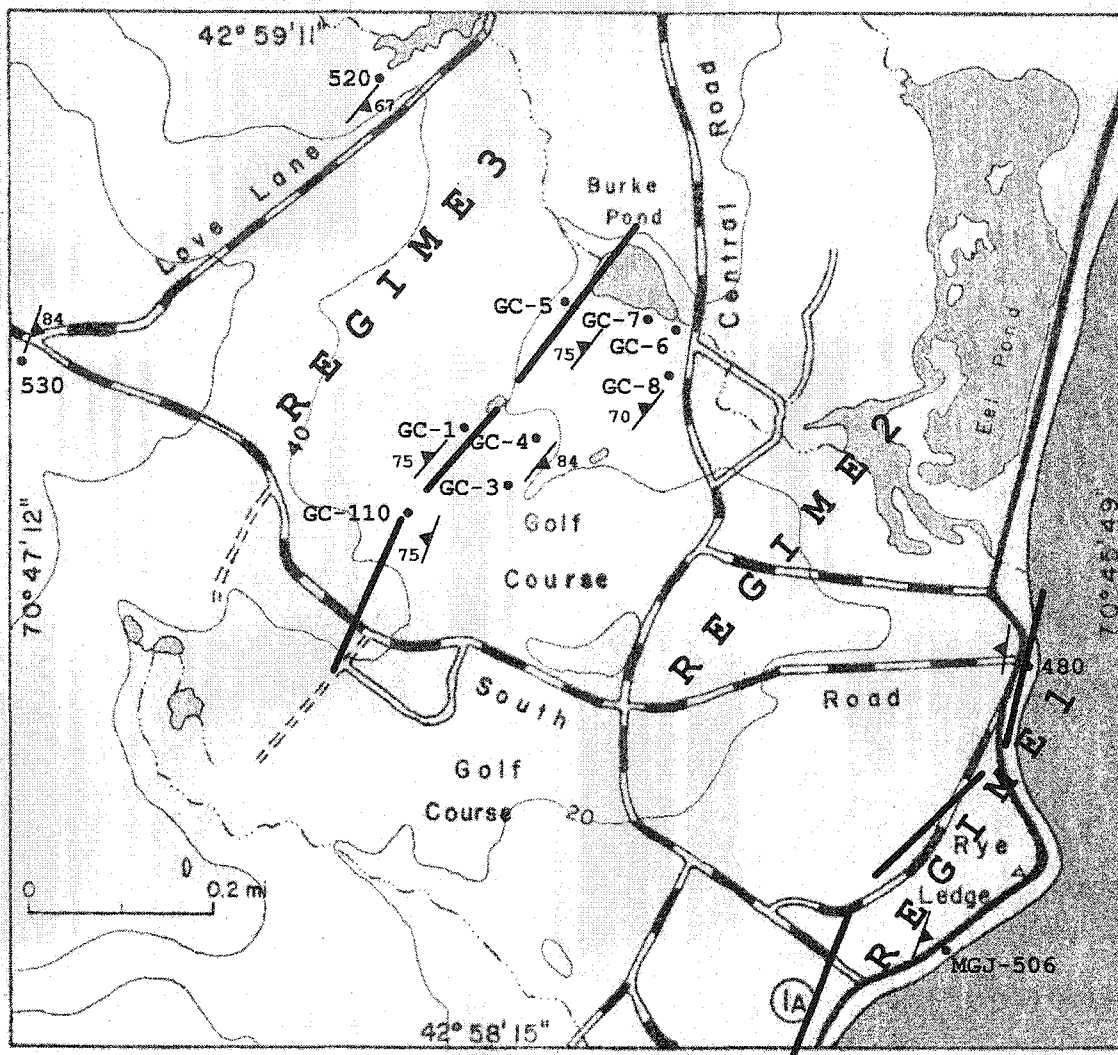 42° 59' 11"
520
67
Love Lane
REGIME 3
Burke
Pond
Central Road
84
530
GC-5
GC-7
GC-6
75
GC-8
70
GC-1
GC-4
75
84
GC-3
40
GC-110
75
Golf
Course
REGIME 2
Eel Pond
70° 47' 12"
70° 45' 49"
480
South Road
Golf
Course
20
REGIME 1
Rye
Ledge
0 0.2 mi
MGJ-506
1A
42° 58' 15"